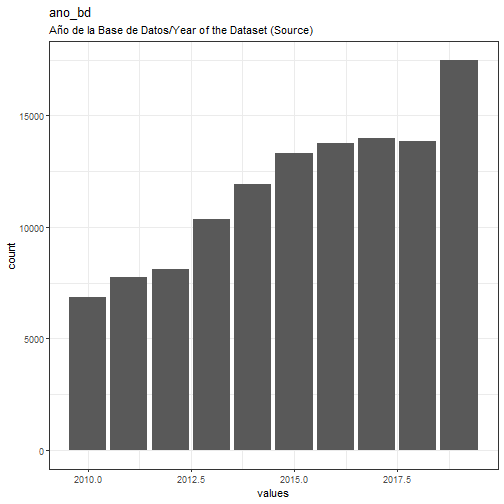 ano_bd
Año de la Base de Datos/Year of the Dataset (Source)
15000
10000
5000
0
count
2010.0 2012.5 2015.0 2017.5
values